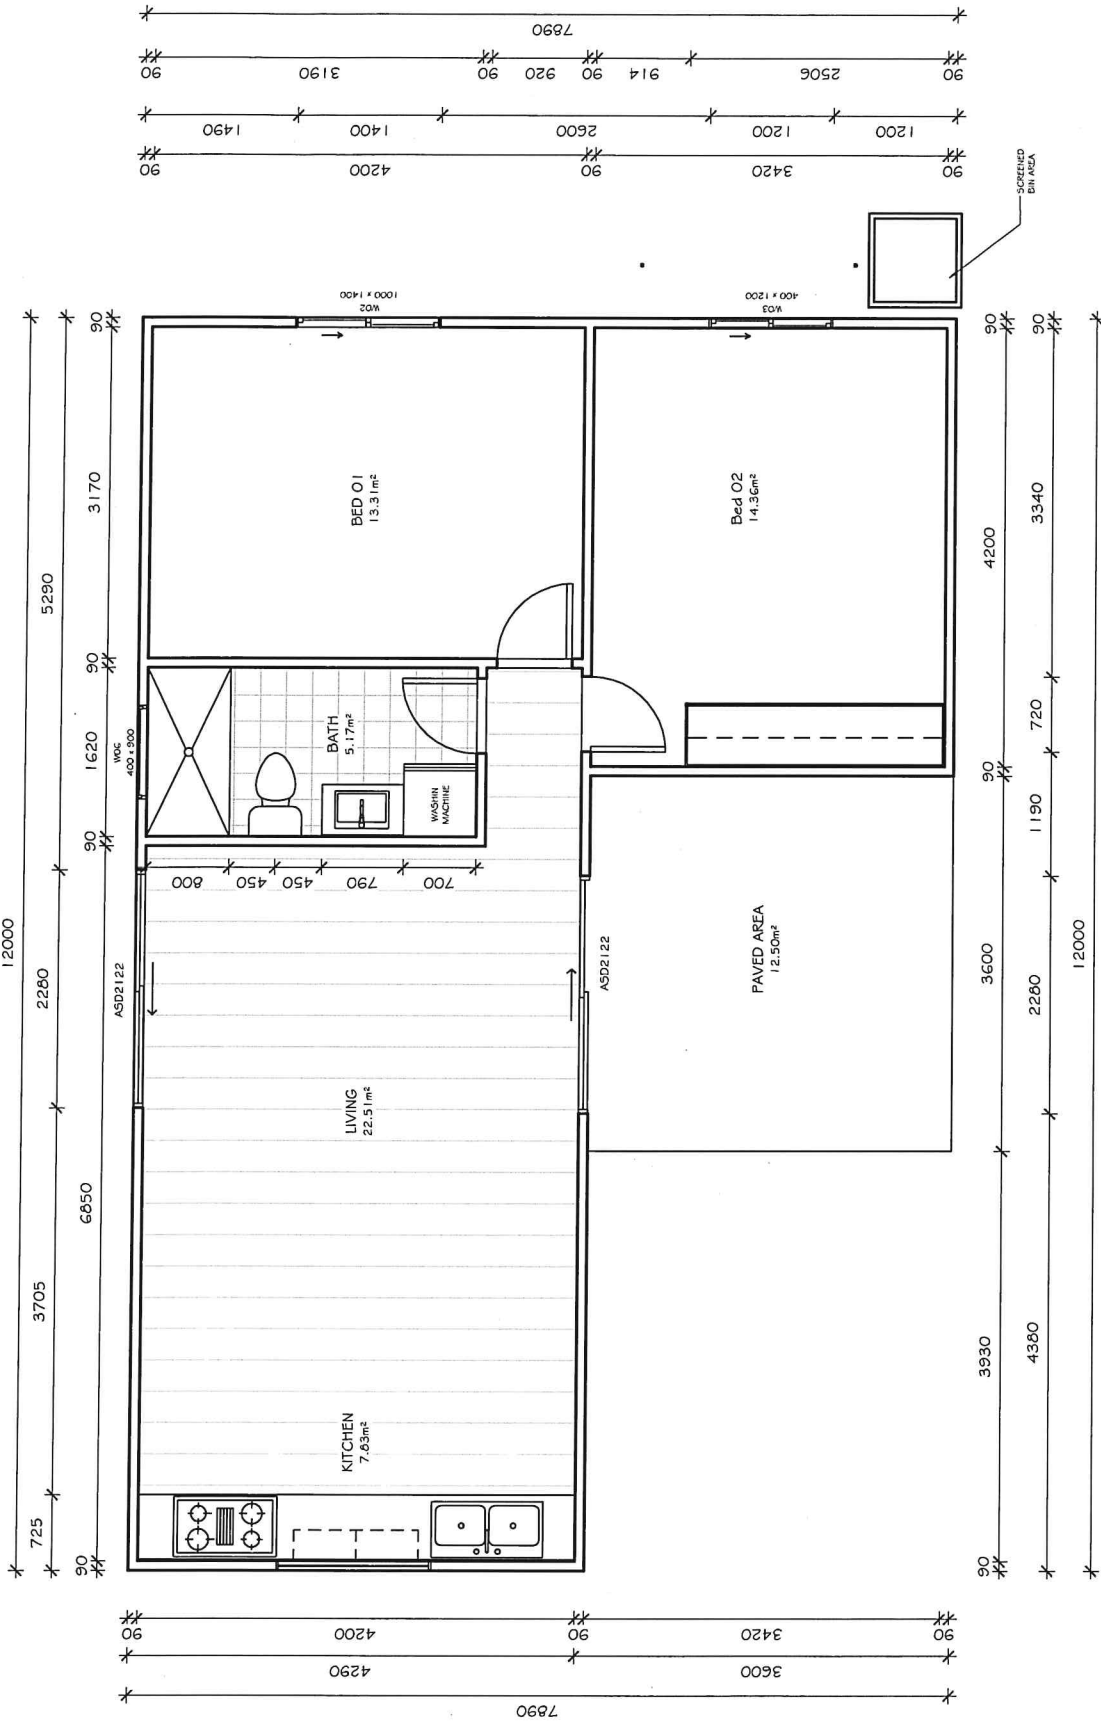 7890
90 3190 90 920 90 914 2506 90
1490 1400 2600 1200 1200
90 4200 90 3420 90
SCREENED
BIN AREA
W02
1000 x 1400
W03
400 x 1200
12000
5290 2280 3705 725
90 3170 90 1620 90 6850 90
BED 01
13.31m²
Bed 02
14.36m²
W06
400 x 900
BATH
5.17m²
WASHIN
MACHINE
800 450 450 790 700
ASD2122
ASD2122
LIVING
22.51m²
PAVED AREA
12.50m²
KITCHEN
7.83m²
90 4200 90 3600 3930 90
90 3340 720 1190 2280 4380
12000
90 4200 90 3420 90
4290 3600
7890